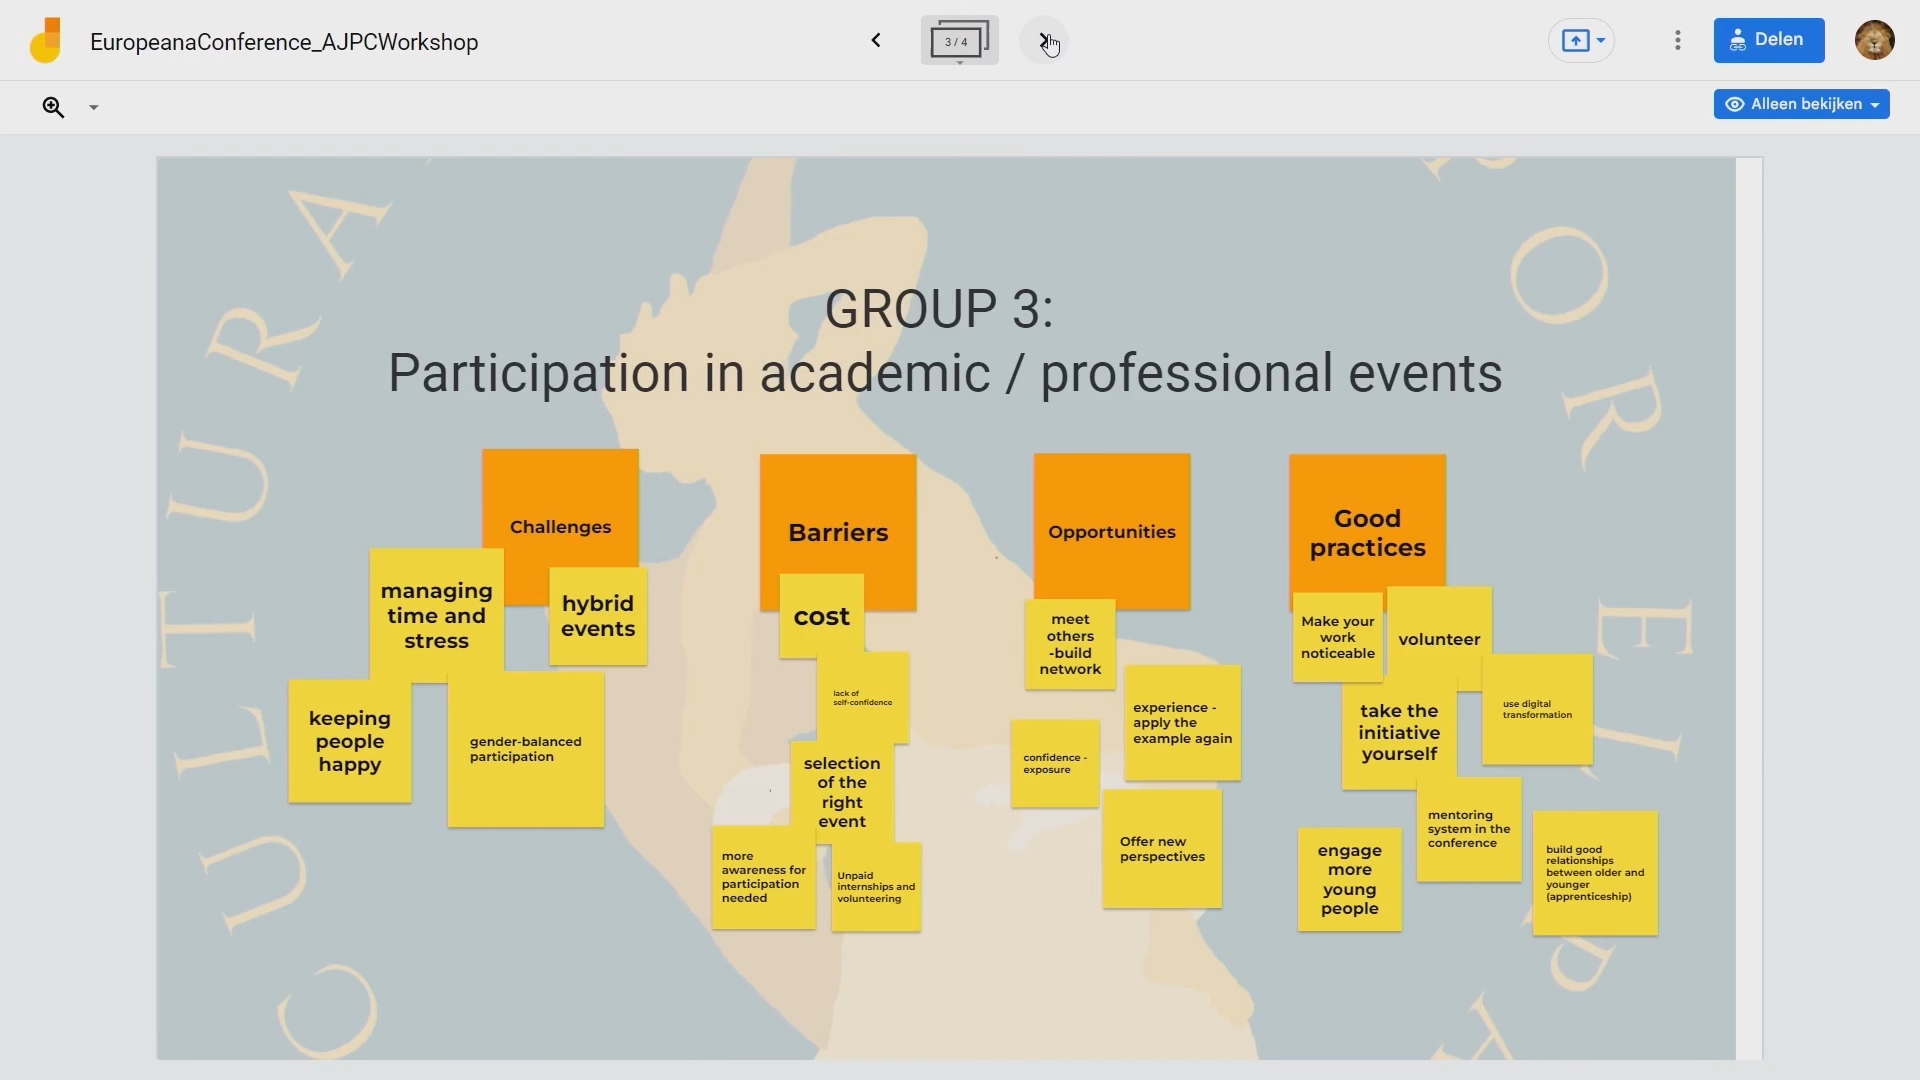 EuropeanaConference_AJPCWorkshop
3 / 4
Delen
Alleen bekijken
GROUP 3:
Participation in academic / professional events
Challenges
managing
time and
stress
hybrid
events
keeping
people
happy
gender-balanced
participation
Barriers
cost
lack of
self-confidence
selection
of the
right
event
more
awareness for
participation
needed
Unpaid
internships and
volunteering
Opportunities
meet
others
-build
network
experience -
apply the
example again
confidence -
exposure
Offer new
perspectives
Good
practices
Make your
work
noticeable
volunteer
take the
initiative
yourself
use digital
transformation
mentoring
system in the
conference
engage
more
young
people
build good
relationships
between older and
younger
(apprenticeship)
CULTURA